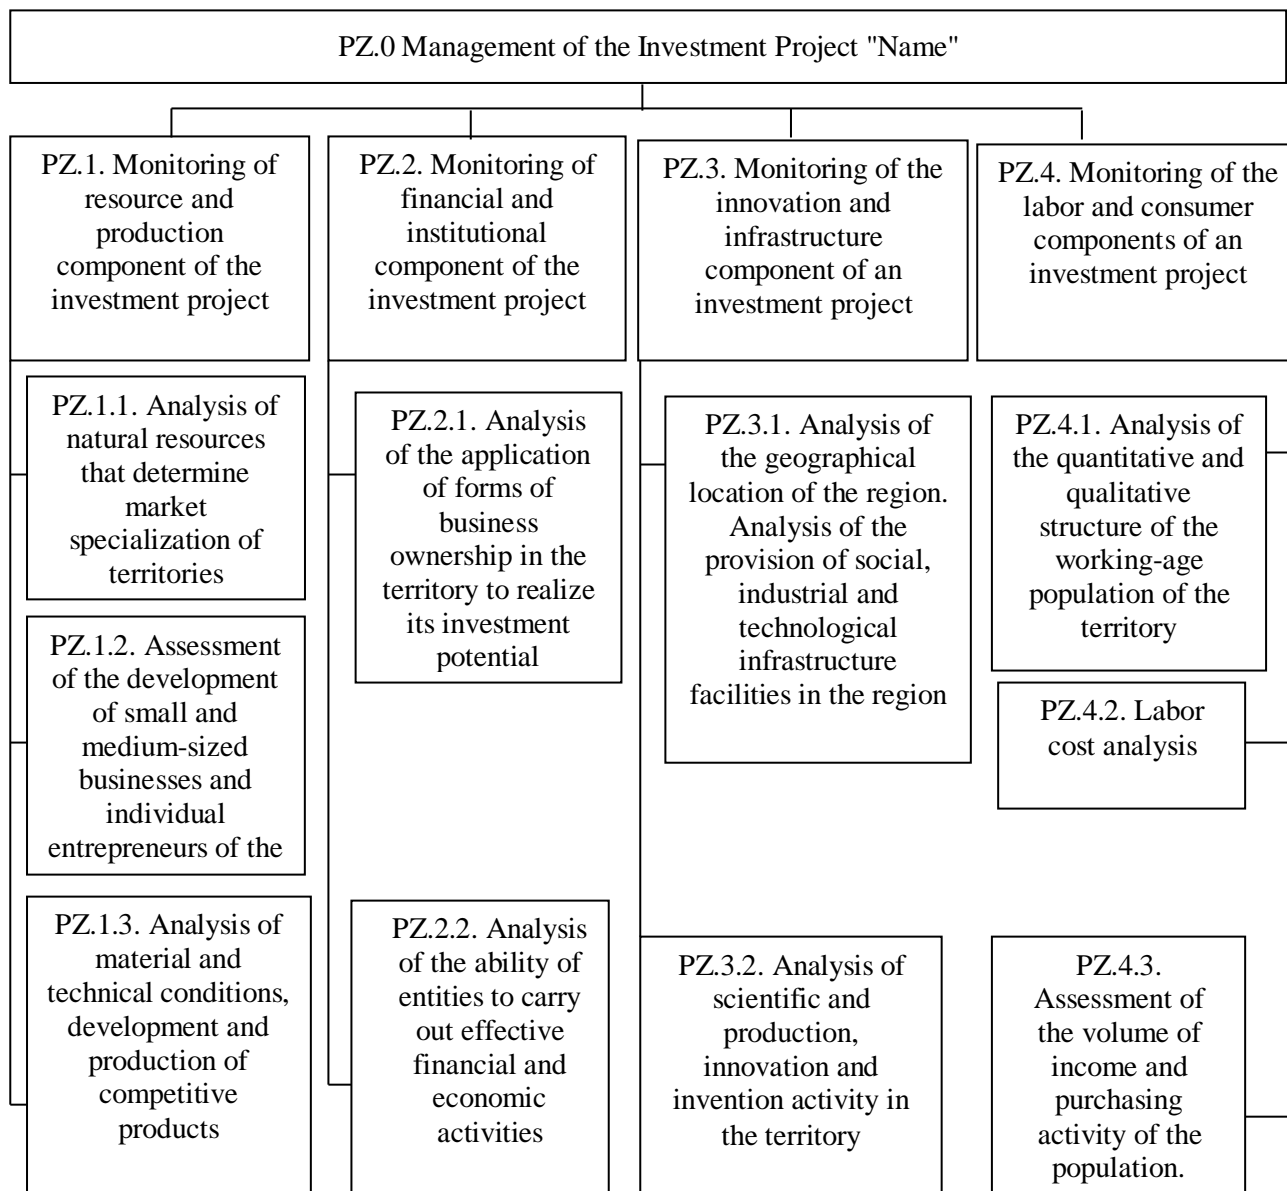 PZ.0 Management of the Investment Project "Name"
PZ.1. Monitoring of
resource and
production
component of the
investment project
PZ.2. Monitoring of
financial and
institutional
component of the
investment project
PZ.3. Monitoring of the
innovation and
infrastructure
component of an
investment project
PZ.4. Monitoring of the
labor and consumer
components of an
investment project
PZ.1.1. Analysis of
natural resources
that determine
market
specialization of
territories
PZ.2.1. Analysis
of the application
of forms of
business
ownership in the
territory to realize
its investment
potential
PZ.3.1. Analysis of
the geographical
location of the region.
Analysis of the
provision of social,
industrial and
technological
infrastructure
facilities in the region
PZ.4.1. Analysis of
the quantitative and
qualitative
structure of the
working-age
population of the
territory
PZ.1.2. Assessment
of the development
of small and
medium-sized
businesses and
individual
entrepreneurs of the
PZ.4.2. Labor
cost analysis
PZ.1.3. Analysis of
material and
technical conditions,
development and
production of
competitive
products
PZ.2.2. Analysis
of the ability of
entities to carry
out effective
financial and
economic
activities
PZ.3.2. Analysis of
scientific and
production,
innovation and
invention activity in
the territory
PZ.4.3.
Assessment of
the volume of
income and
purchasing
activity of the
population.